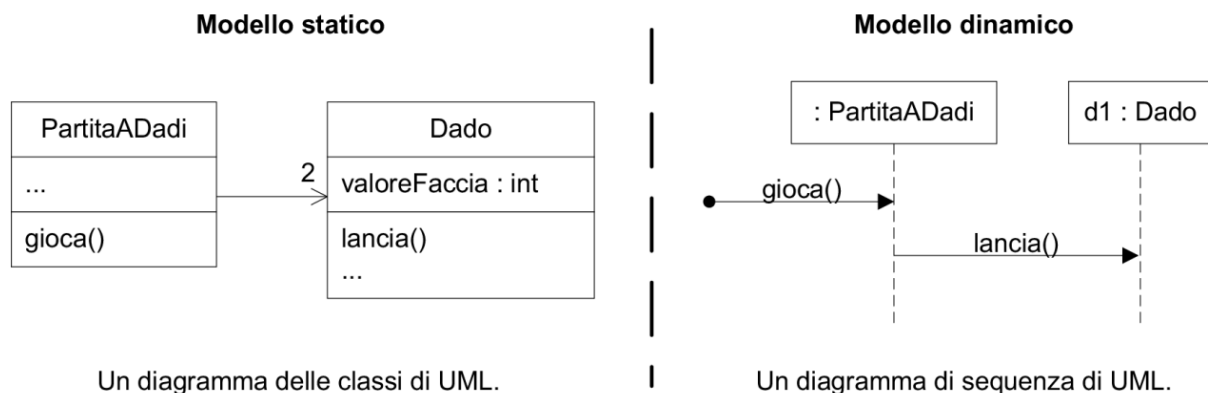 Modello statico
PartitaADadi
...
gioca()
2
Dado
valoreFaccia : int
lancia()
...
Un diagramma delle classi di UML.
Modello dinamico
: PartitaADadi
d1 : Dado
gioca()
lancia()
Un diagramma di sequenza di UML.